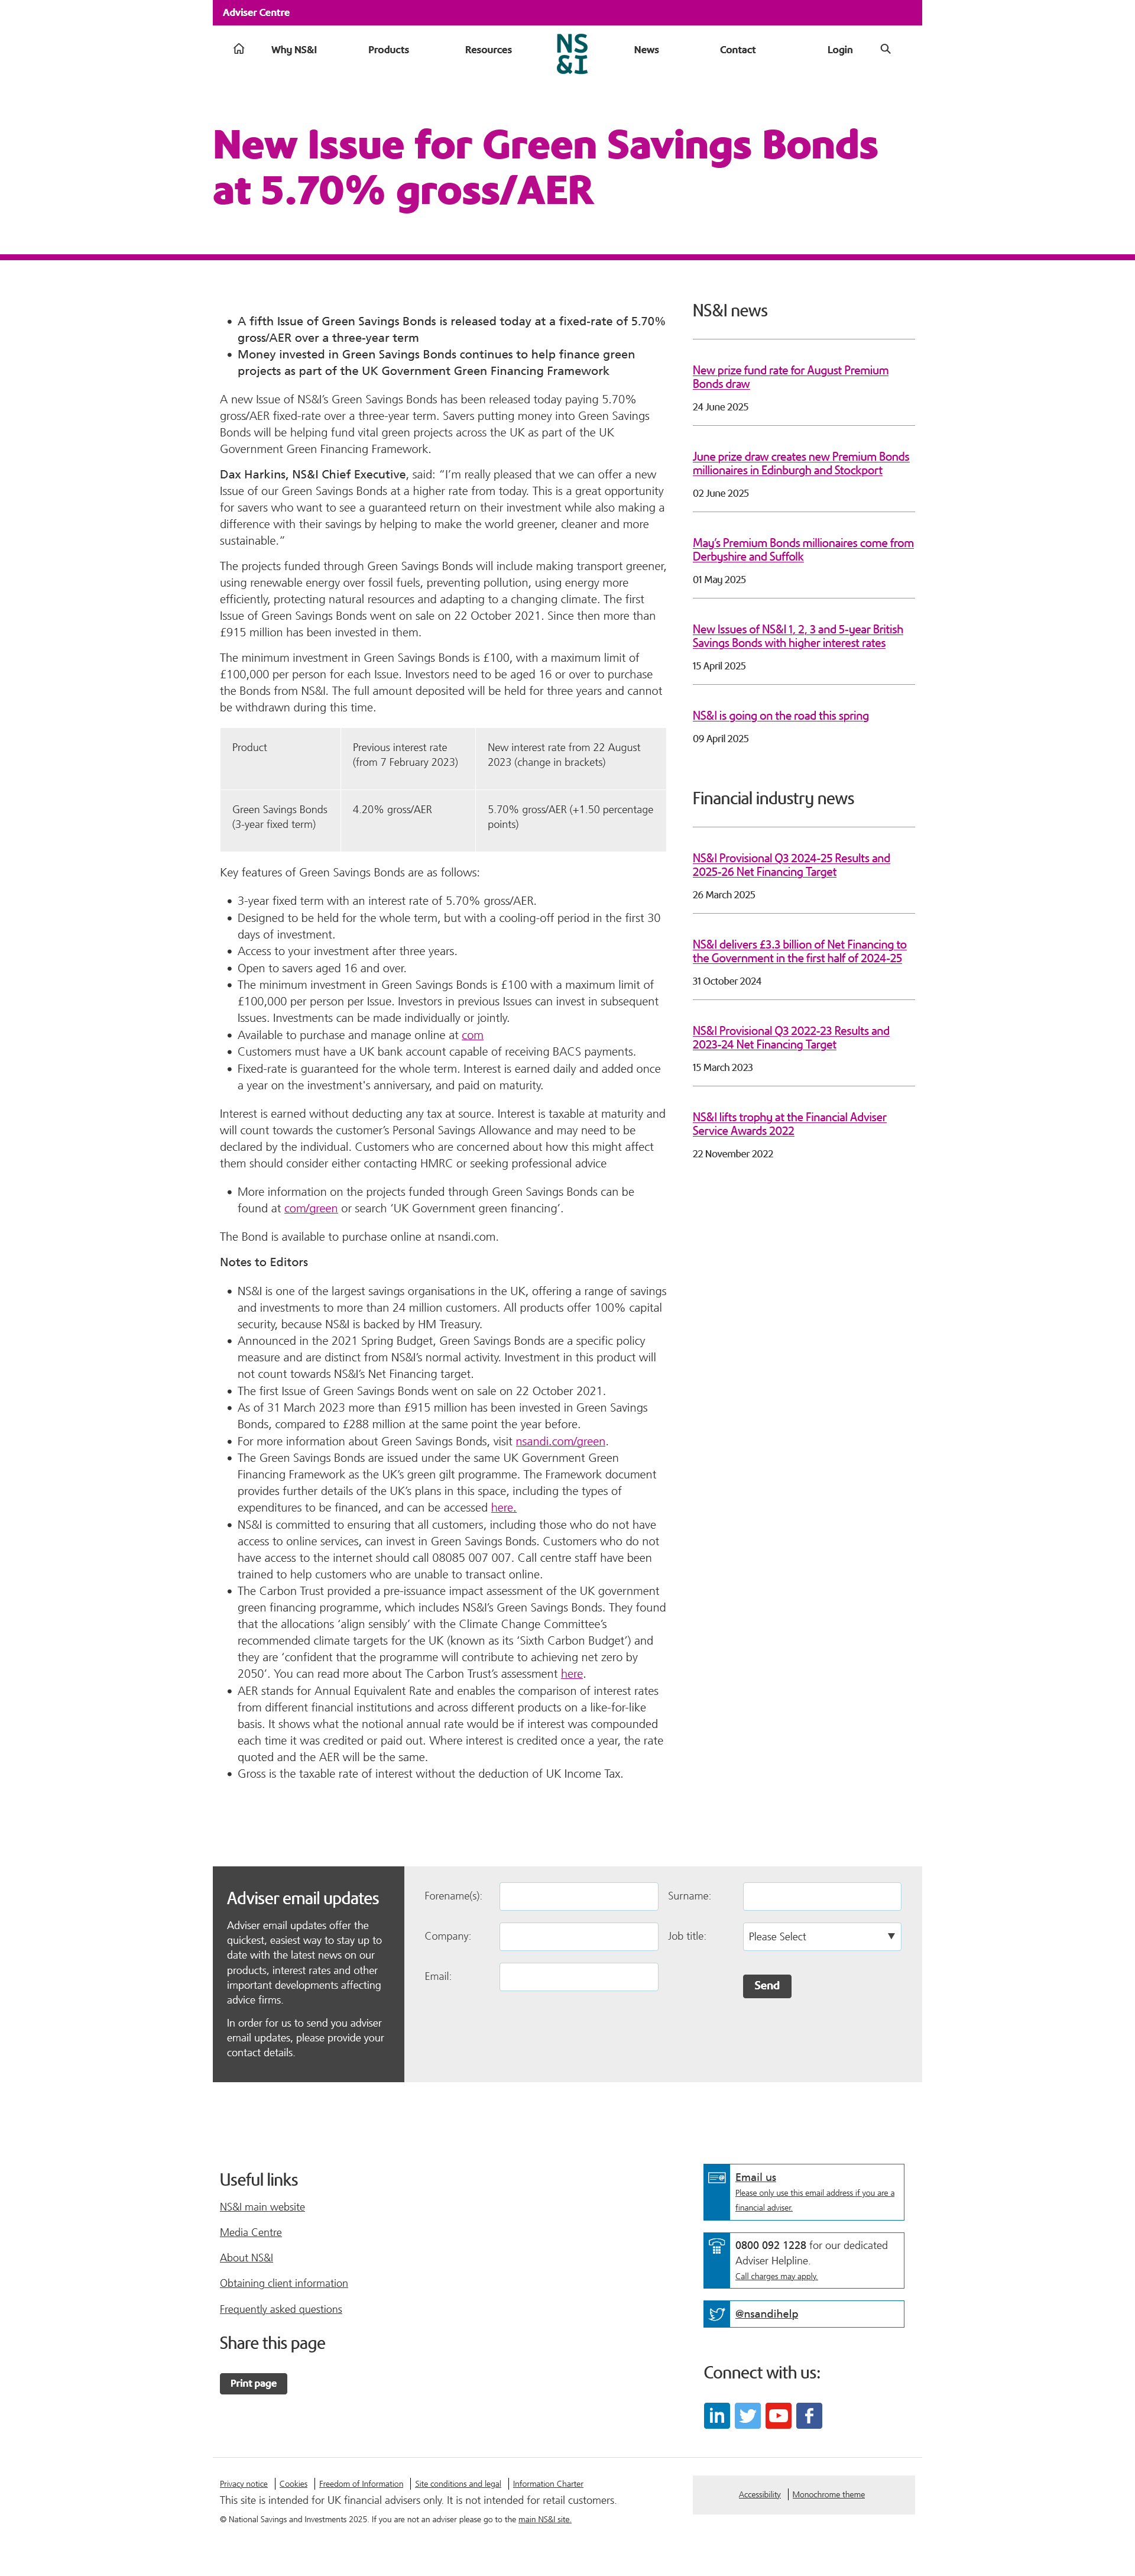 Adviser Centre
Why NS&I
Products
Resources
NS
&I
News
Contact
Login
New Issue for Green Savings Bonds
at 5.70% gross/AER
A fifth Issue of Green Savings Bonds is released today at a fixed-rate of 5.70%
gross/AER over a three-year term
Money invested in Green Savings Bonds continues to help finance green
projects as part of the UK Government Green Financing Framework
A new Issue of NS&I’s Green Savings Bonds has been released today paying 5.70%
gross/AER fixed-rate over a three-year term. Savers putting money into Green Savings
Bonds will be helping fund vital green projects across the UK as part of the UK
Government Green Financing Framework.
Dax Harkins, NS&I Chief Executive, said: “I’m really pleased that we can offer a new
Issue of our Green Savings Bonds at a higher rate from today. This is a great opportunity
for savers who want to see a guaranteed return on their investment while also making a
difference with their savings by helping to make the world greener, cleaner and more
sustainable.”
The projects funded through Green Savings Bonds will include making transport greener,
using renewable energy over fossil fuels, preventing pollution, using energy more
efficiently, protecting natural resources and adapting to a changing climate. The first
Issue of Green Savings Bonds went on sale on 22 October 2021. Since then more than
£915 million has been invested in them.
The minimum investment in Green Savings Bonds is £100, with a maximum limit of
£100,000 per person for each Issue. Investors need to be aged 16 or over to purchase
the Bonds from NS&I. The full amount deposited will be held for three years and cannot
be withdrawn during this time.
Product
Previous interest rate
(from 7 February 2023)
New interest rate from 22 August
2023 (change in brackets)
Green Savings Bonds
(3-year fixed term)
4.20% gross/AER
5.70% gross/AER (+1.50 percentage
points)
Key features of Green Savings Bonds are as follows:
3-year fixed term with an interest rate of 5.70% gross/AER.
Designed to be held for the whole term, but with a cooling-off period in the first 30
days of investment.
Access to your investment after three years.
Open to savers aged 16 and over.
The minimum investment in Green Savings Bonds is £100 with a maximum limit of
£100,000 per person per Issue. Investors in previous Issues can invest in subsequent
Issues. Investments can be made individually or jointly.
Available to purchase and manage online at com
Customers must have a UK bank account capable of receiving BACS payments.
Fixed-rate is guaranteed for the whole term. Interest is earned daily and added once
a year on the investment's anniversary, and paid on maturity.
Interest is earned without deducting any tax at source. Interest is taxable at maturity and
will count towards the customer’s Personal Savings Allowance and may need to be
declared by the individual. Customers who are concerned about how this might affect
them should consider either contacting HMRC or seeking professional advice
More information on the projects funded through Green Savings Bonds can be
found at com/green or search ‘UK Government green financing’.
The Bond is available to purchase online at nsandi.com.
Notes to Editors
NS&I is one of the largest savings organisations in the UK, offering a range of savings
and investments to more than 24 million customers. All products offer 100% capital
security, because NS&I is backed by HM Treasury.
Announced in the 2021 Spring Budget, Green Savings Bonds are a specific policy
measure and are distinct from NS&I’s normal activity. Investment in this product will
not count towards NS&I’s Net Financing target.
The first Issue of Green Savings Bonds went on sale on 22 October 2021.
As of 31 March 2023 more than £915 million has been invested in Green Savings
Bonds, compared to £288 million at the same point the year before.
For more information about Green Savings Bonds, visit nsandi.com/green.
The Green Savings Bonds are issued under the same UK Government Green
Financing Framework as the UK’s green gilt programme. The Framework document
provides further details of the UK’s plans in this space, including the types of
expenditures to be financed, and can be accessed here.
NS&I is committed to ensuring that all customers, including those who do not have
access to online services, can invest in Green Savings Bonds. Customers who do not
have access to the internet should call 08085 007 007. Call centre staff have been
trained to help customers who are unable to transact online.
The Carbon Trust provided a pre-issuance impact assessment of the UK government
green financing programme, which includes NS&I’s Green Savings Bonds. They found
that the allocations ‘align sensibly’ with the Climate Change Committee’s
recommended climate targets for the UK (known as its ‘Sixth Carbon Budget’) and
they are ‘confident that the programme will contribute to achieving net zero by
2050’. You can read more about The Carbon Trust’s assessment here.
AER stands for Annual Equivalent Rate and enables the comparison of interest rates
from different financial institutions and across different products on a like-for-like
basis. It shows what the notional annual rate would be if interest was compounded
each time it was credited or paid out. Where interest is credited once a year, the rate
quoted and the AER will be the same.
Gross is the taxable rate of interest without the deduction of UK Income Tax.
NS&I news
New prize fund rate for August Premium
Bonds draw
24 June 2025
June prize draw creates new Premium Bonds
millionaires in Edinburgh and Stockport
02 June 2025
May’s Premium Bonds millionaires come from
Derbyshire and Suffolk
01 May 2025
New Issues of NS&I 1, 2, 3 and 5-year British
Savings Bonds with higher interest rates
15 April 2025
NS&I is going on the road this spring
09 April 2025
Financial industry news
NS&I Provisional Q3 2024-25 Results and
2025-26 Net Financing Target
26 March 2025
NS&I delivers £3.3 billion of Net Financing to
the Government in the first half of 2024-25
31 October 2024
NS&I Provisional Q3 2022-23 Results and
2023-24 Net Financing Target
15 March 2023
NS&I lifts trophy at the Financial Adviser
Service Awards 2022
22 November 2022
Adviser email updates
Adviser email updates offer the
quickest, easiest way to stay up to
date with the latest news on our
products, interest rates and other
important developments affecting
advice firms.
In order for us to send you adviser
email updates, please provide your
contact details.
Forename(s):
Surname:
Company:
Job title:
Please Select
Email:
Send
Useful links
NS&I main website
Media Centre
About NS&I
Obtaining client information
Frequently asked questions
Share this page
Print page
Email us
Please only use this email address if you are a
financial adviser.
0800 092 1228 for our dedicated
Adviser Helpline.
Call charges may apply.
@nsandihelp
Connect with us:
Privacy notice
Cookies
Freedom of Information
Site conditions and legal
Information Charter
This site is intended for UK financial advisers only. It is not intended for retail customers.
© National Savings and Investments 2025. If you are not an adviser please go to the main NS&I site.
Accessibility
Monochrome theme